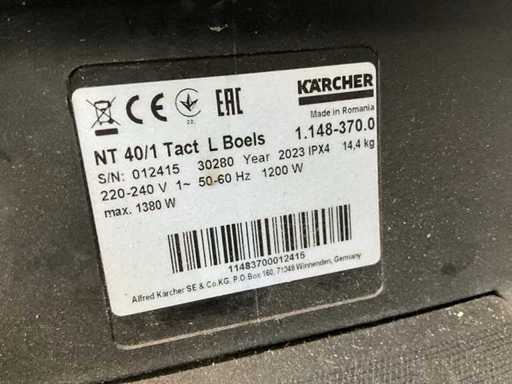 KÄRCHER
CE EAC
Made in Romania
NT 40/1 Tact L Boels 1.148-370.0
S/N: 012415 30280 Year 2023 IPX4 14,4 kg
220-240 V 1~ 50-60 Hz 1200 W
max. 1380 W
11483700012415
Alfred Kärcher SE & Co.KG, P.O.Box 160, 71349 Winnenden, Germany